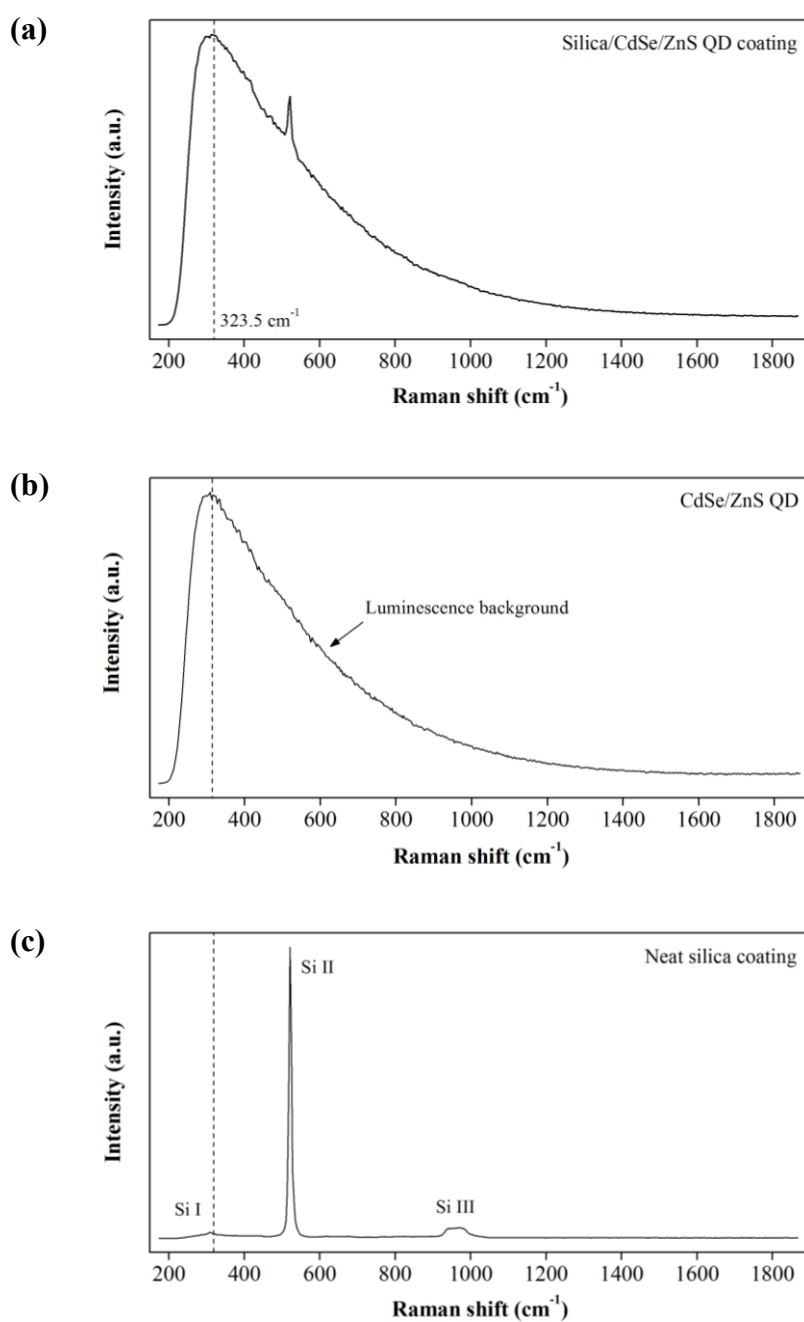 (a)
Silica/CdSe/ZnS QD coating
Intensity (a.u.)
323.5 cm⁻¹
200 400 600 800 1000 1200 1400 1600 1800
Raman shift (cm⁻¹)
(b)
CdSe/ZnS QD
Intensity (a.u.)
Luminescence background
200 400 600 800 1000 1200 1400 1600 1800
Raman shift (cm⁻¹)
(c)
Neat silica coating
Si II
Intensity (a.u.)
Si I
Si III
200 400 600 800 1000 1200 1400 1600 1800
Raman shift (cm⁻¹)